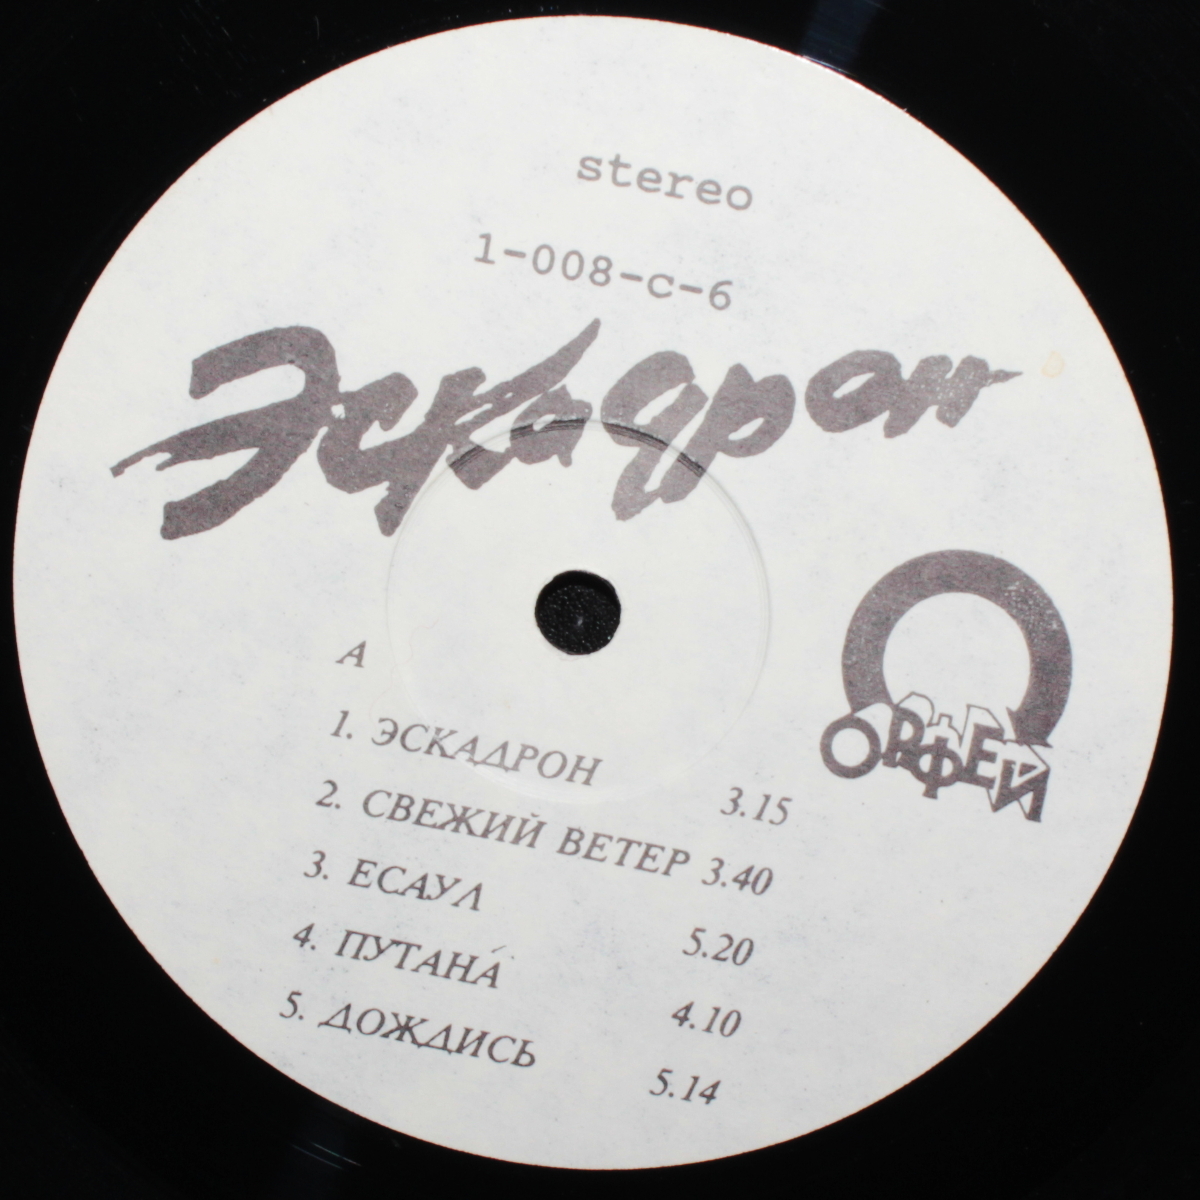 stereo
1-008-c-6
Эскадрон
ОРФЕЙ
A
1. ЭСКАДРОН 3.15
2. СВЕЖИЙ ВЕТЕР 3.40
3. ЕСАУЛ 5.20
4. ПУТАНА 4.10
5. ДОЖДИСЬ 5.14